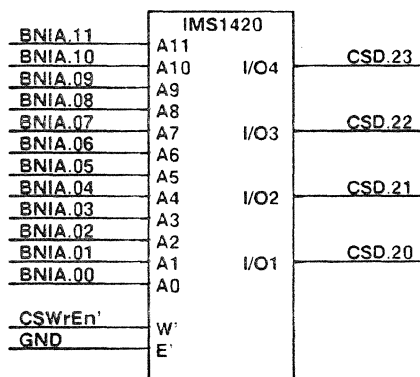 IMS1420
BNIA.11 A11
BNIA.10 A10 I/O4 CSD.23
BNIA.09 A9
BNIA.08 A8
BNIA.07 A7 I/O3 CSD.22
BNIA.06 A6
BNIA.05 A5
BNIA.04 A4 I/O2 CSD.21
BNIA.03 A3
BNIA.02 A2
BNIA.01 A1 I/O1 CSD.20
BNIA.00 A0
CSWrEn' W'
GND E'